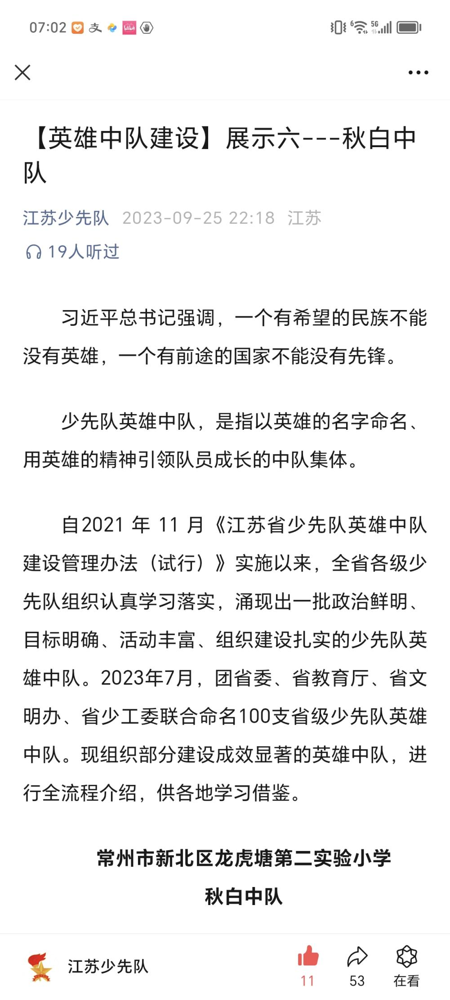 07:02 支 bilibili 6 5G
【英雄中队建设】展示六---秋白中
队
江苏少先队 2023-09-25 22:18 江苏
19人听过
习近平总书记强调，一个有希望的民族不能
没有英雄，一个有前途的国家不能没有先锋。
少先队英雄中队，是指以英雄的名字命名、
用英雄的精神引领队员成长的中队集体。
自2021 年 11 月《江苏省少先队英雄中队
建设管理办法（试行）》实施以来，全省各级少
先队组织认真学习落实，涌现出一批政治鲜明、
目标明确、活动丰富、组织建设扎实的少先队英
雄中队。2023年7月，团省委、省教育厅、省文
明办、省少工委联合命名100支省级少先队英雄
中队。现组织部分建设成效显著的英雄中队，进
行全流程介绍，供各地学习借鉴。
常州市新北区龙虎塘第二实验小学
秋白中队
江苏少先队
11
53
在看